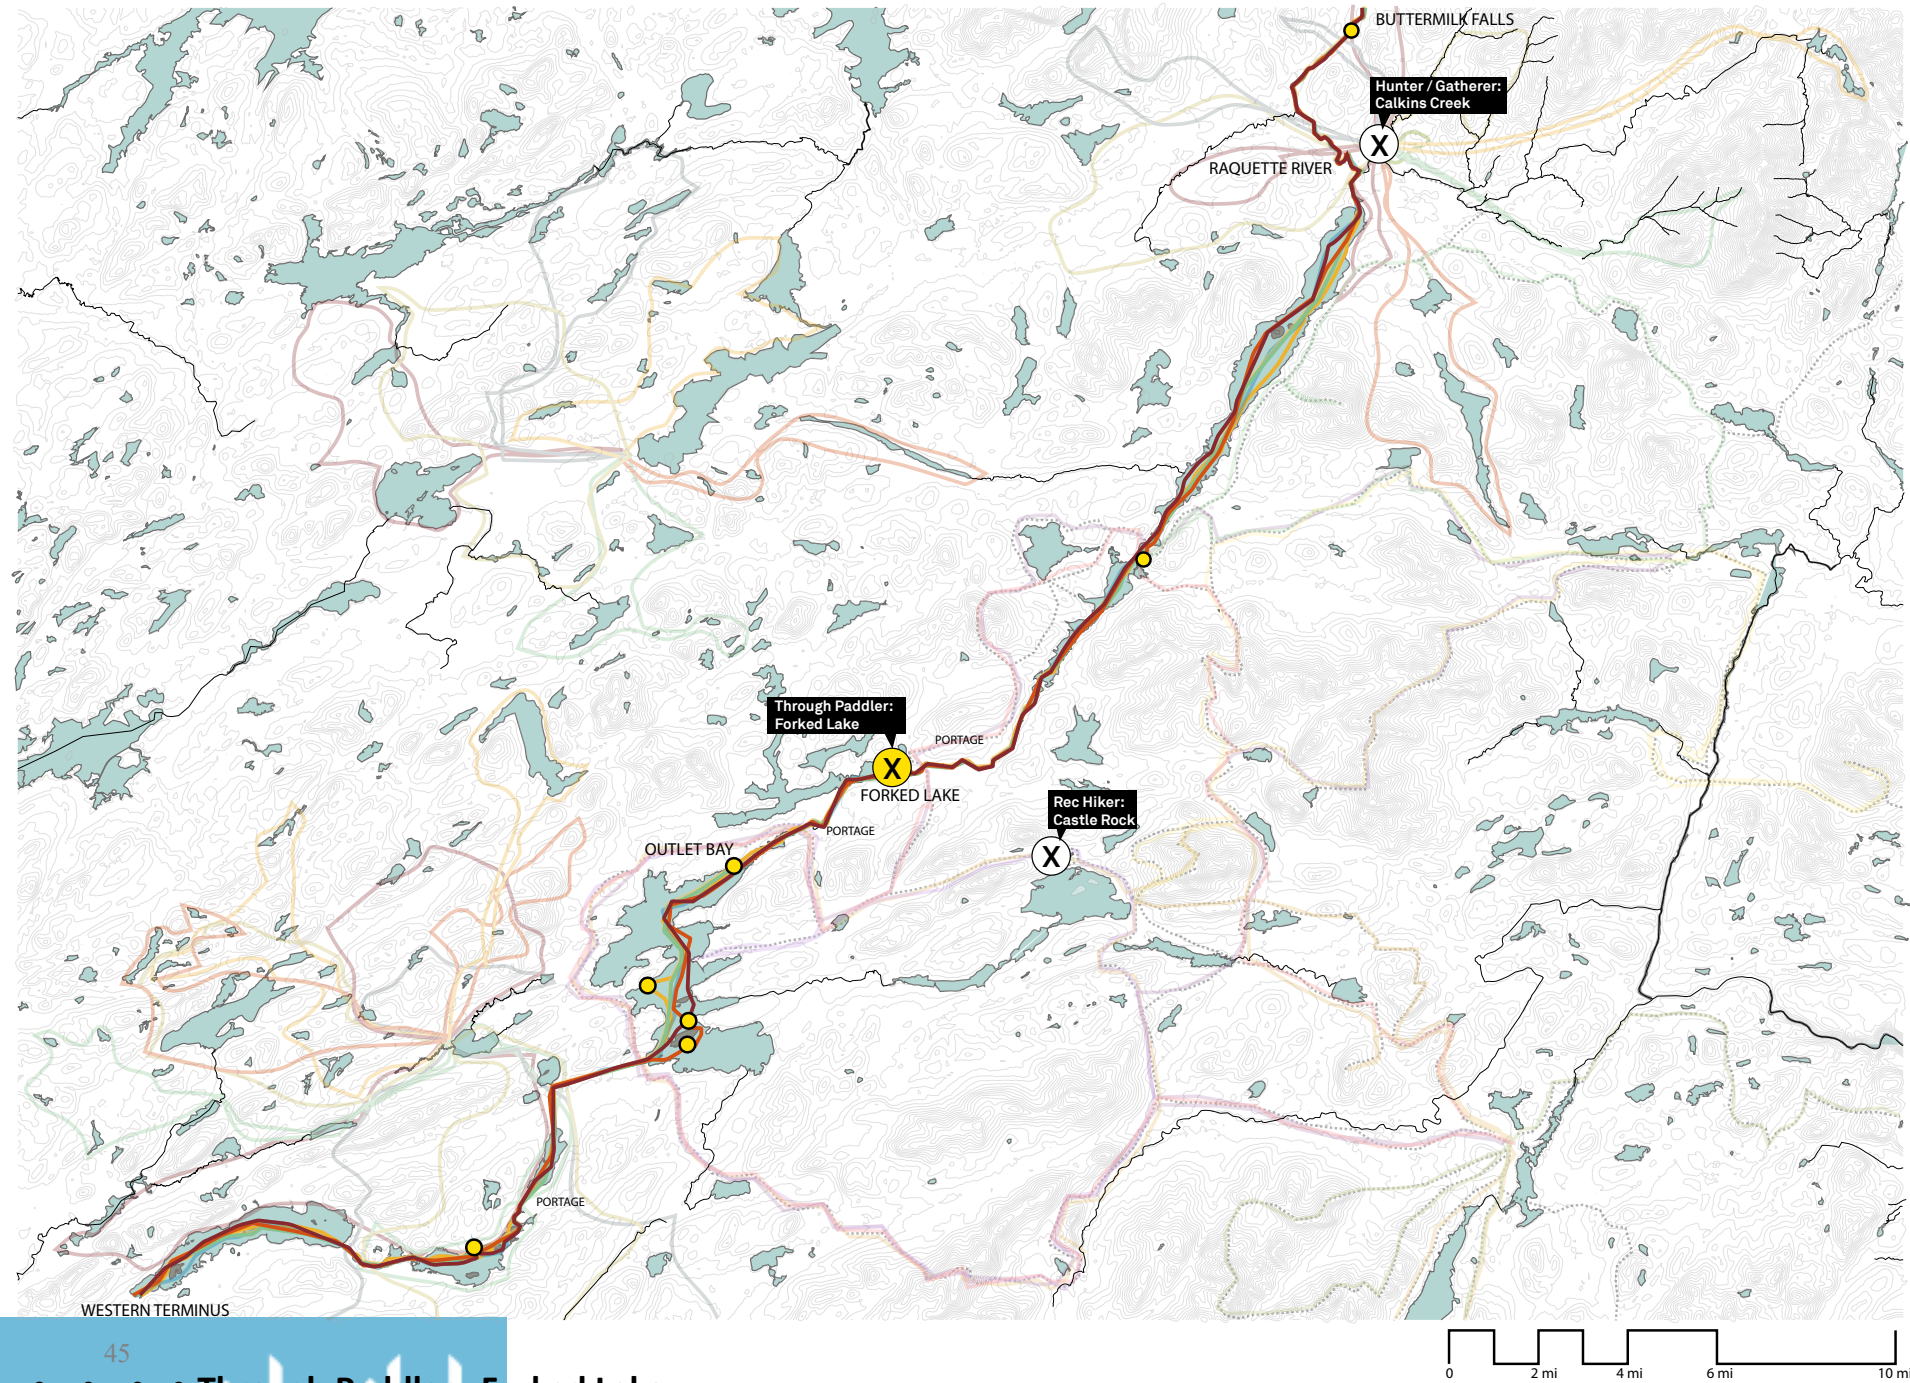 BUTTERMILK FALLS
Hunter / Gatherer:
Calkins Creek
X
RAQUETTE RIVER
Through Paddler:
Forked Lake
PORTAGE
X
FORKED LAKE
Rec Hiker:
Castle Rock
PORTAGE
X
OUTLET BAY
PORTAGE
WESTERN TERMINUS
45
0 2 mi 4 mi 6 mi 10 mi